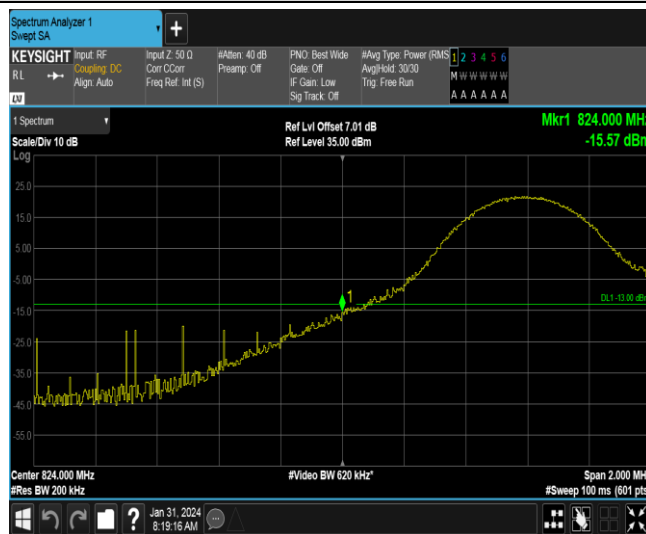 Spectrum Analyzer 1
Swept SA
+
KEYSIGHT
RL
LXI
Input: RF
Coupling: DC
Align: Auto
Input Z: 50 Ω
Corr CCorr
Freq Ref: Int (S)
#Atten: 40 dB
Preamp: Off
PNO: Best Wide
Gate: Off
IF Gain: Low
Sig Track: Off
#Avg Type: Power (RMS
Avg|Hold: 30/30
Trig: Free Run
1 2 3 4 5 6
M W W W W W
A A A A A A
1 Spectrum
Scale/Div 10 dB
Log
Ref Lvl Offset 7.01 dB
Ref Level 35.00 dBm
Mkr1 824.000 MHz
-15.57 dBm
25.0
15.0
5.00
-5.00
1
DL1 -13.00 dBm
-15.0
-25.0
-35.0
-45.0
-55.0
Center 824.000 MHz
#Res BW 200 kHz
#Video BW 620 kHz*
Span 2.000 MHz
#Sweep 100 ms (601 pts
?
Jan 31, 2024
8:19:16 AM